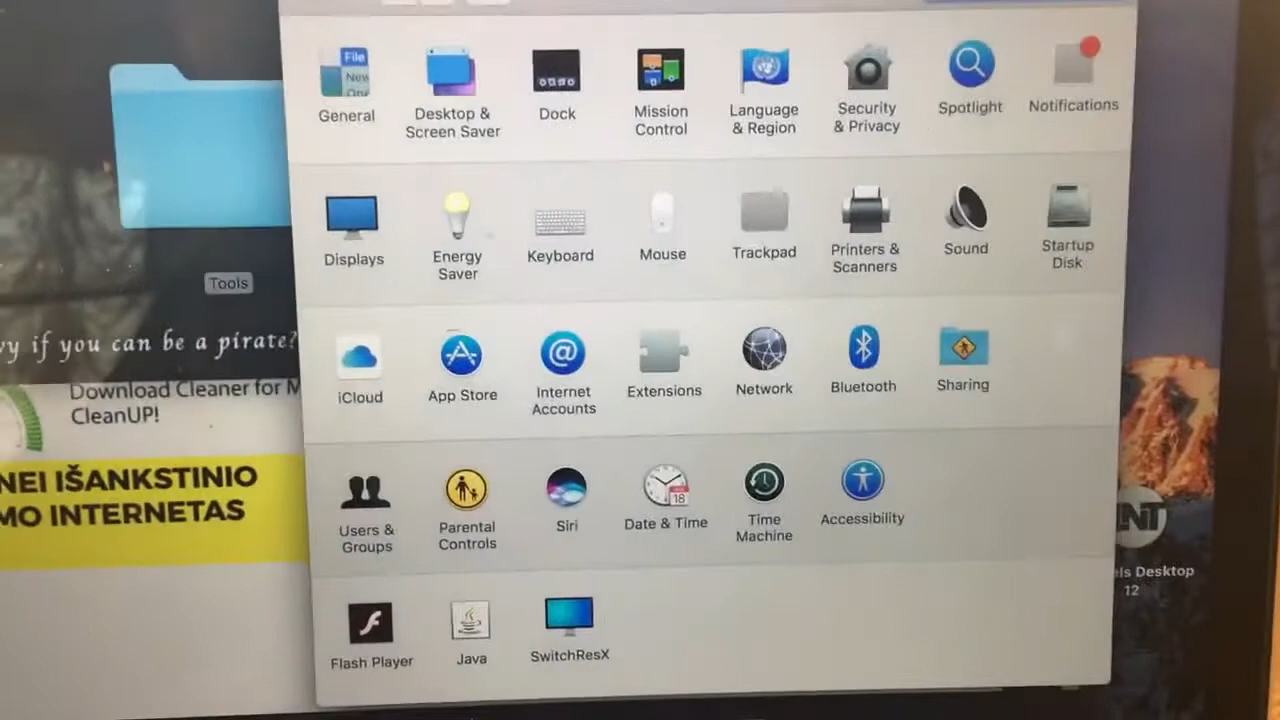 File
New
General
Desktop &
Screen Saver
Dock
Mission
Control
Language
& Region
Security
& Privacy
Spotlight
Notifications
Displays
Energy
Saver
Keyboard
Mouse
Trackpad
Printers &
Scanners
Sound
Startup
Disk
iCloud
App Store
@
Internet
Accounts
Extensions
Network
Bluetooth
Sharing
Users &
Groups
Parental
Controls
Siri
18
Date & Time
Time
Machine
Accessibility
Flash Player
Java
SwitchResX
Tools
if you can be a pirate?
Download Cleaner for M
CleanUP!
NEI IŠANKSTINIO
MO INTERNETAS
Desktop
12